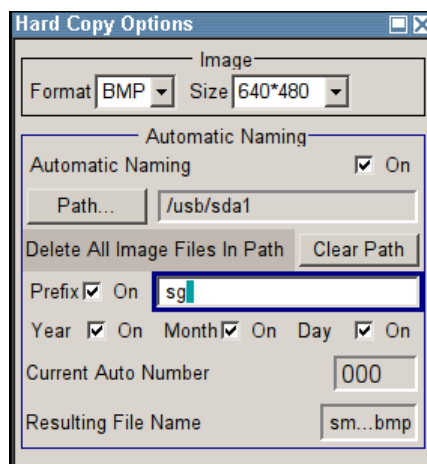 Hard Copy Options
Image
Format BMP Size 640*480
Automatic Naming
Automatic Naming On
Path... /usb/sda1
Delete All Image Files In Path Clear Path
Prefix On sg
Year On Month On Day On
Current Auto Number 000
Resulting File Name sm...bmp